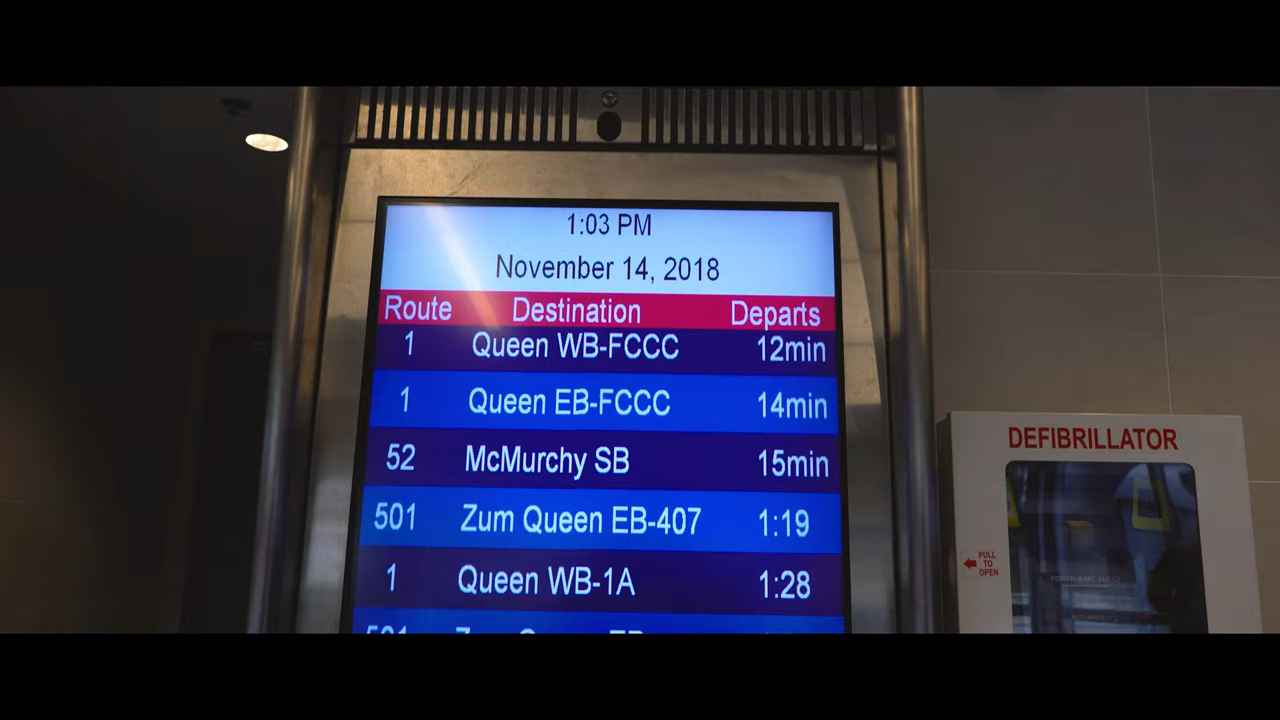 1:03 PM
November 14, 2018
Route Destination Departs
1 Queen WB-FCCC 12min
1 Queen EB-FCCC 14min
52 McMurchy SB 15min
501 Zum Queen EB-407 1:19
1 Queen WB-1A 1:28
DEFIBRILLATOR
PULL
TO
OPEN
AUTOMATIC